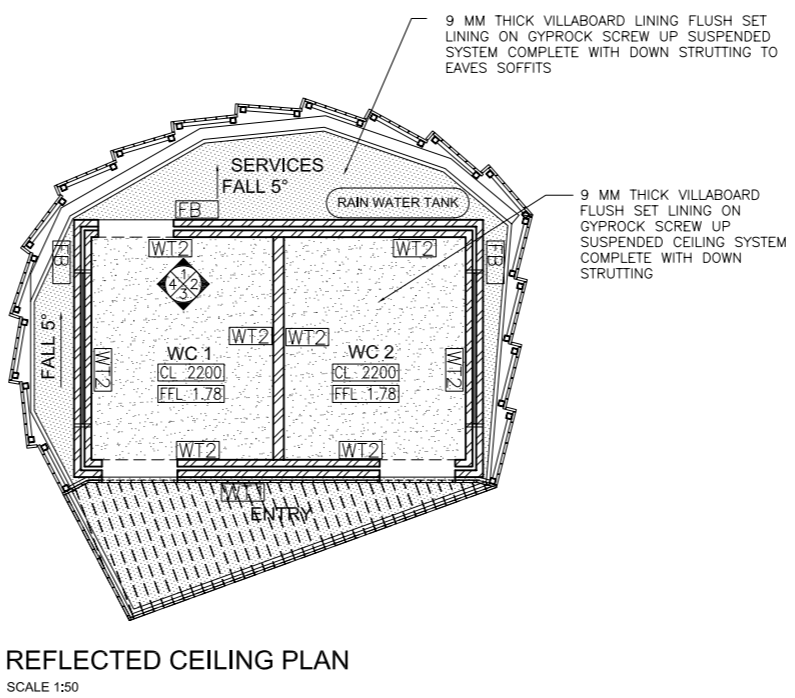 9 MM THICK VILLABOARD LINING FLUSH SET
LINING ON GYPROCK SCREW UP SUSPENDED
SYSTEM COMPLETE WITH DOWN STRUTTING TO
EAVES SOFFITS
SERVICES
FALL 5°
RAIN WATER TANK
9 MM THICK VILLABOARD
FLUSH SET LINING ON
GYPROCK SCREW UP
SUSPENDED CEILING SYSTEM
COMPLETE WITH DOWN
STRUTTING
FB
FB
FB
WT2
WT2
1
4 2
3
FALL 5°
WT2
WT2
WT2
WT2
WC 1
CL 2200
FFL 1.78
WC 2
CL 2200
FFL 1.78
WT2
WT2
WT1
ENTRY
REFLECTED CEILING PLAN
SCALE 1:50